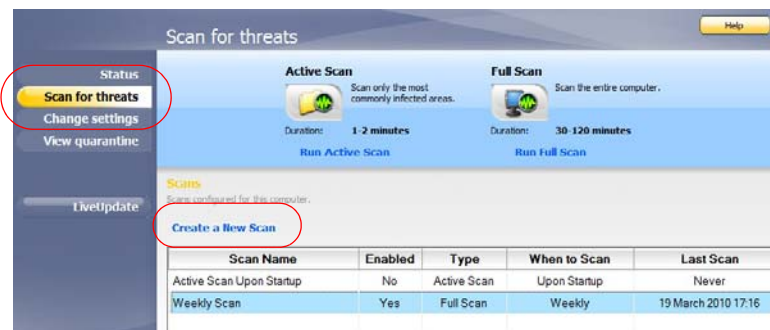 Scan for threats
Help
Status
Scan for threats
Change settings
View quarantine
LiveUpdate
Active Scan
Scan only the most
commonly infected areas.
Duration: 1-2 minutes
Run Active Scan
Full Scan
Scan the entire computer.
Duration: 30-120 minutes
Run Full Scan
Scans
Scans configured for this computer.
Create a New Scan
Scan Name Enabled Type When to Scan Last Scan
Active Scan Upon Startup No Active Scan Upon Startup Never
Weekly Scan Yes Full Scan Weekly 19 March 2010 17:16